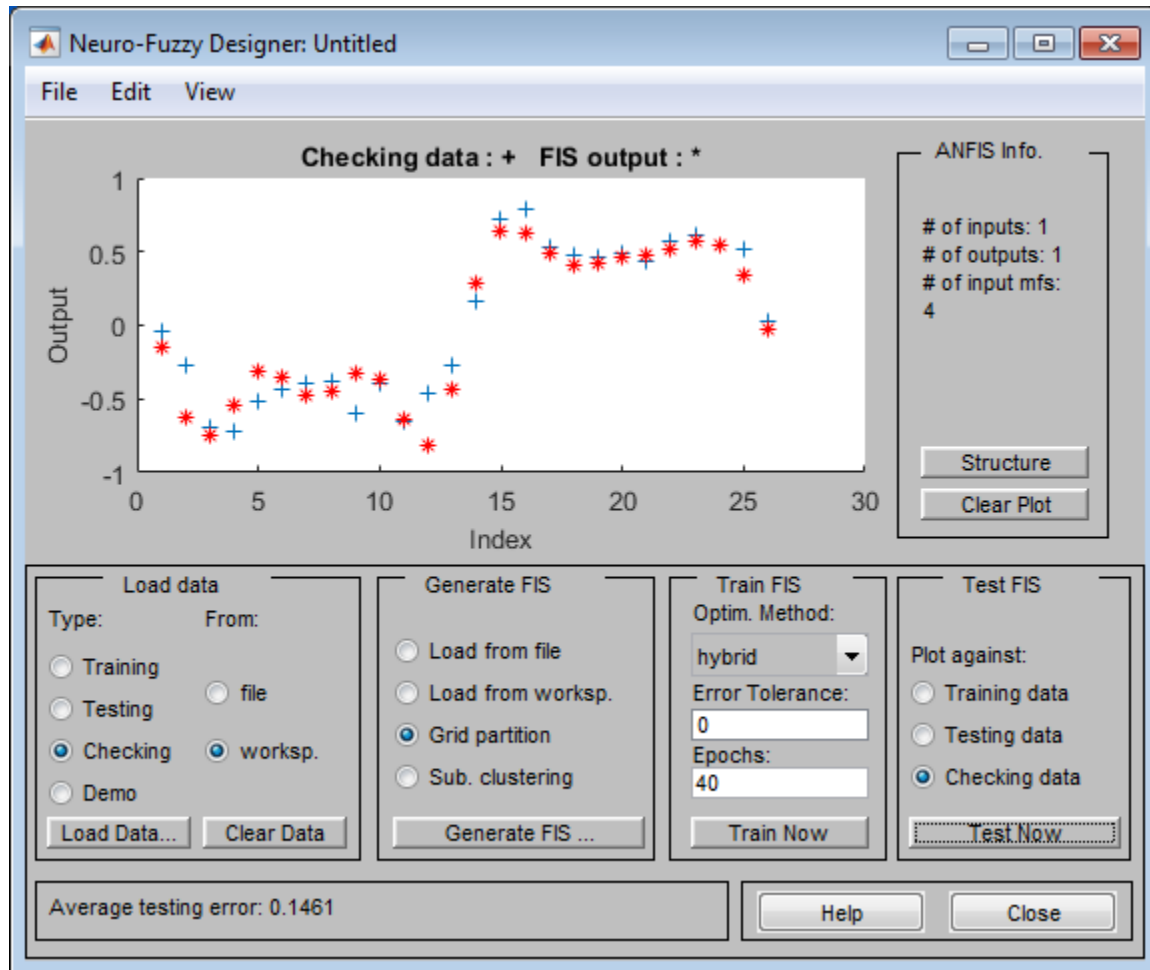 Neuro-Fuzzy Designer: Untitled
File Edit View
Checking data : + FIS output : *
1
0.5
0
-0.5
-1
Output
0 5 10 15 20 25 30
Index
ANFIS Info.
# of inputs: 1
# of outputs: 1
# of input mfs:
4
Structure
Clear Plot
Load data
Type: From:
Training
Testing
Checking
Demo
file
worksp.
Load Data... Clear Data
Generate FIS
Load from file
Load from worksp.
Grid partition
Sub. clustering
Generate FIS ...
Train FIS
Optim. Method:
hybrid
Error Tolerance:
0
Epochs:
40
Train Now
Test FIS
Plot against:
Training data
Testing data
Checking data
Test Now
Average testing error: 0.1461
Help Close